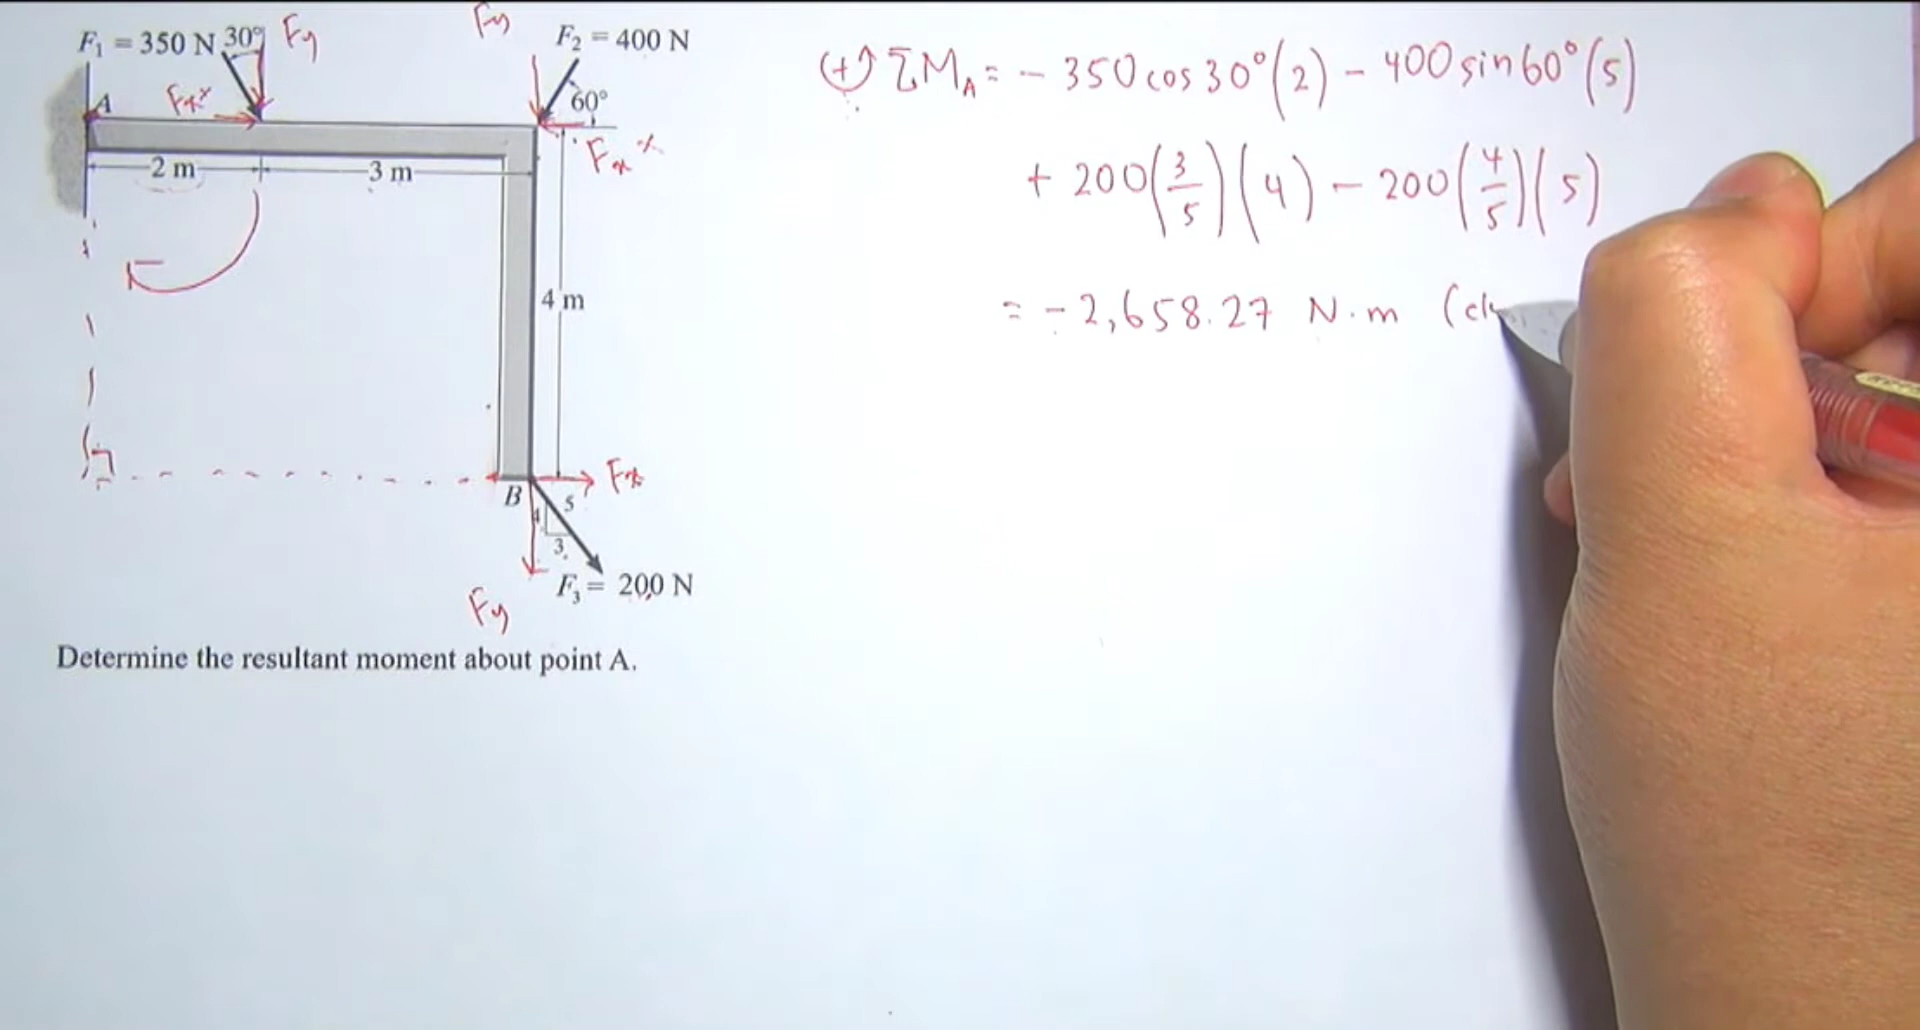 F₁ = 350 N 30° Fy
Fy
F₂ = 400 N
A
Fx x
60°
Fx x
2 m
3 m
4 m
B
Fx
5
4
3
Fy
F₃ = 200 N
Determine the resultant moment about point A.
(+)↑ ΣM_A = - 350 cos 30° (2) - 400 sin 60° (5)
+ 200 (3/5) (4) - 200 (4/5) (5)
= - 2,658.27 N·m (